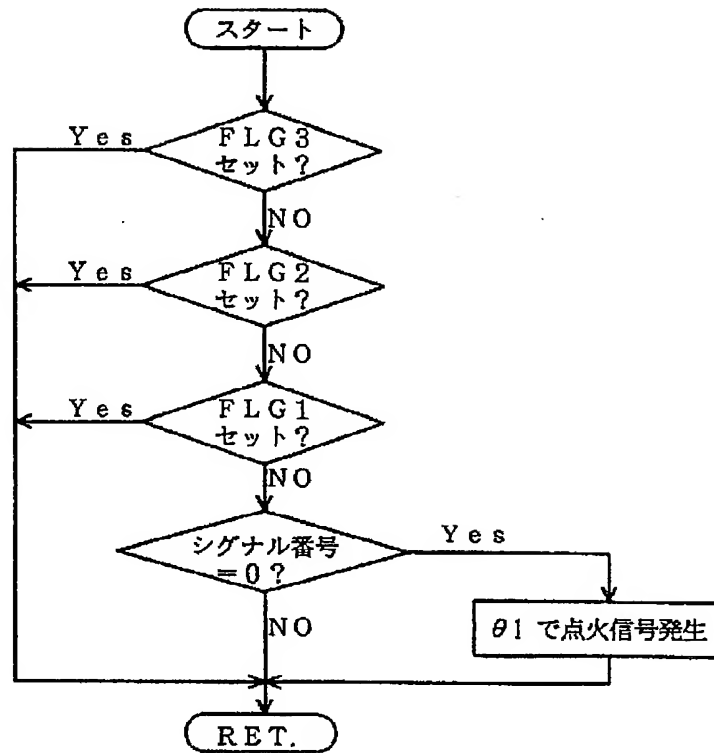 スタート
Yes
FLG3
セット?
NO
Yes
FLG2
セット?
NO
Yes
FLG1
セット?
NO
シグナル番号
=0?
Yes
NO
θ1 で点火信号発生
RET.